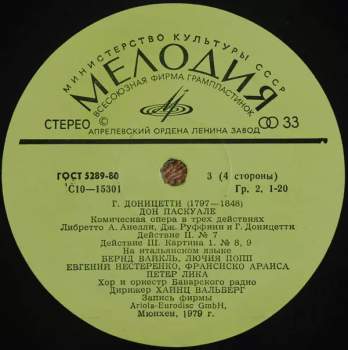 МИНИСТЕРСТВО КУЛЬТУРЫ СССР
МЕЛОДИЯ
ВСЕСОЮЗНАЯ ФИРМА ГРАМПЛАСТИНОК
СТЕРЕО
33
АПРЕЛЕВСКИЙ ОРДЕНА ЛЕНИНА ЗАВОД
ГОСТ 5289-80
С10—15301
3 (4 стороны)
Гр. 2. 1-20
Г. ДОНИЦЕТТИ (1797—1848)
ДОН ПАСКУАЛЕ
Комическая опера в трех действиях
Либретто А. Анелли, Дж. Руффини и Г. Доницетти
Действие II. № 7
Действие III. Картина 1. № 8, 9
На итальянском языке
БЕРНД ВАЙКЛЬ, ЛЮЧИЯ ПОПП
ЕВГЕНИЙ НЕСТЕРЕНКО, ФРАНСИСКО АРАИСА
ПЕТЕР ЛИКА
Хор и оркестр Баварского радио
Дирижер ХАЙНЦ ВАЛЬБЕРГ
Запись фирмы
Ariola-Eurodisc GmbH,
Мюнхен, 1979 г.